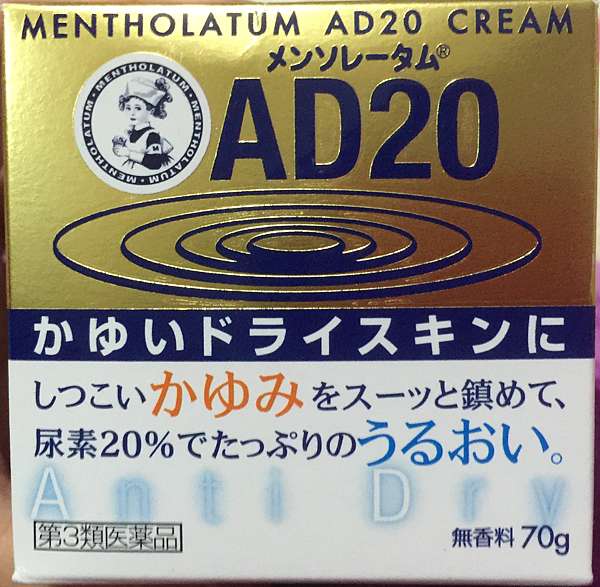 MENTHOLATUM AD20 CREAM
メンソレータム®
MENTHOLATUM · MENTHOLATUM · MENTHOLATUM
AD20
かゆいドライスキンに
しつこいかゆみをスーッと鎮めて、
尿素20%でたっぷりのうるおい。
Anti Dry
第3類医薬品
無香料 70g